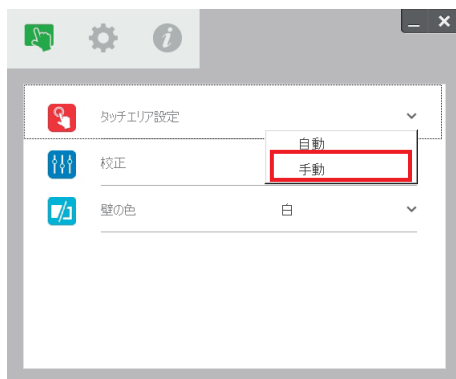 タッチエリア設定
自動
手動
校正
壁の色
白